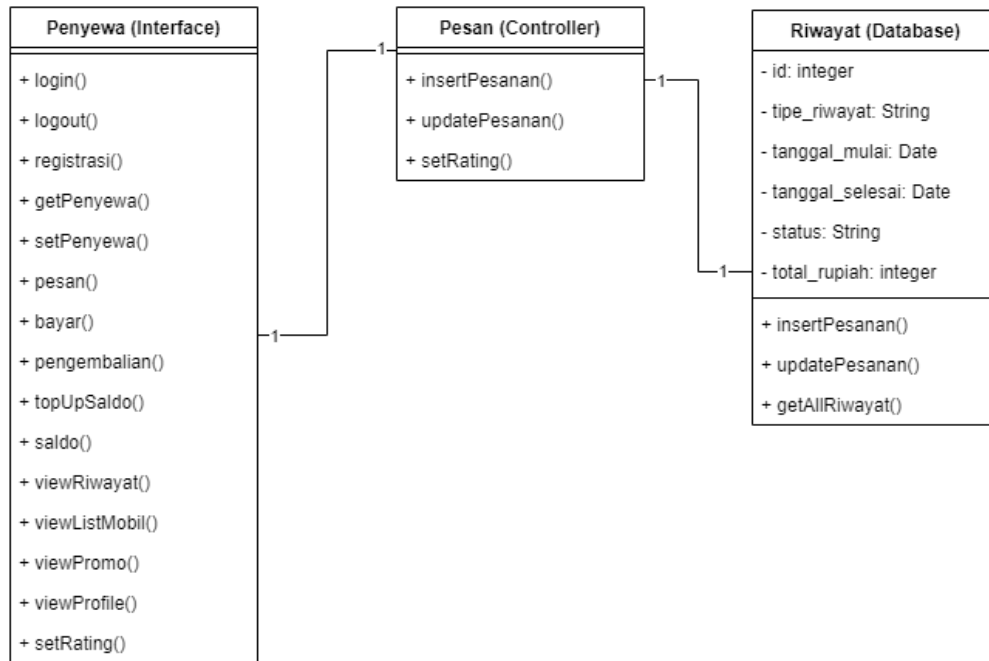 Penyewa (Interface)
+ login()
+ logout()
+ registrasi()
+ getPenyewa()
+ setPenyewa()
+ pesan()
+ bayar()
+ pengembalian()
+ topUpSaldo()
+ saldo()
+ viewRiwayat()
+ viewListMobil()
+ viewPromo()
+ viewProfile()
+ setRating()
1
1
Pesan (Controller)
+ insertPesanan()
+ updatePesanan()
+ setRating()
1
1
Riwayat (Database)
- id: integer
- tipe_riwayat: String
- tanggal_mulai: Date
- tanggal_selesai: Date
- status: String
- total_rupiah: integer
+ insertPesanan()
+ updatePesanan()
+ getAllRiwayat()